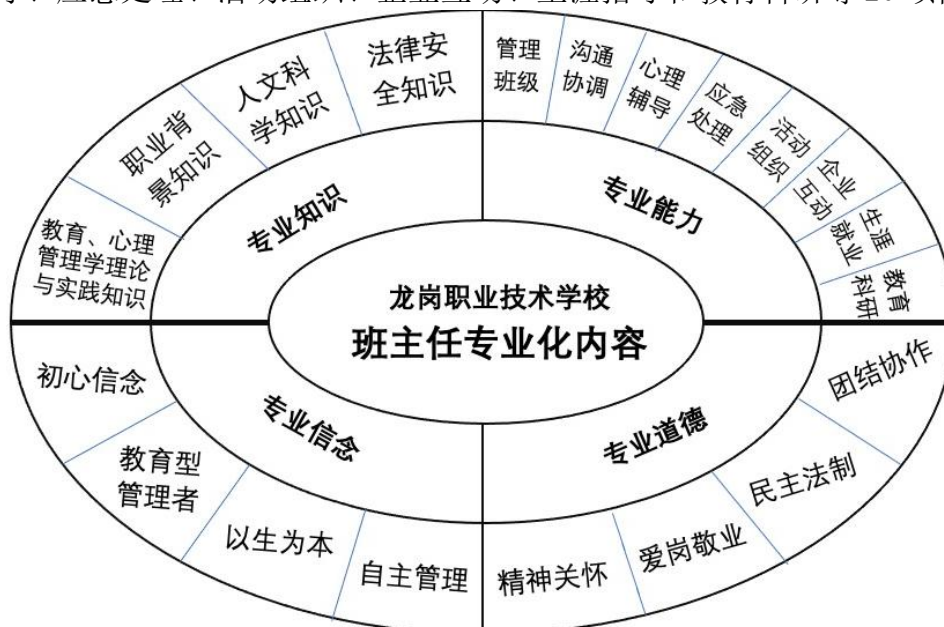 龙岗职业技术学校
班主任专业化内容
专业知识
教育、心理
管理学理论
与实践知识
职业背
景知识
人文科
学知识
法律安
全知识
专业能力
管理
班级
沟通
协调
心理
辅导
应急
处理
活动
组织
企业
互动
生涯
就业
教育
科研
专业信念
初心信念
教育型
管理者
以生为本
自主管理
专业道德
精神关怀
爱岗敬业
民主法制
团结协作